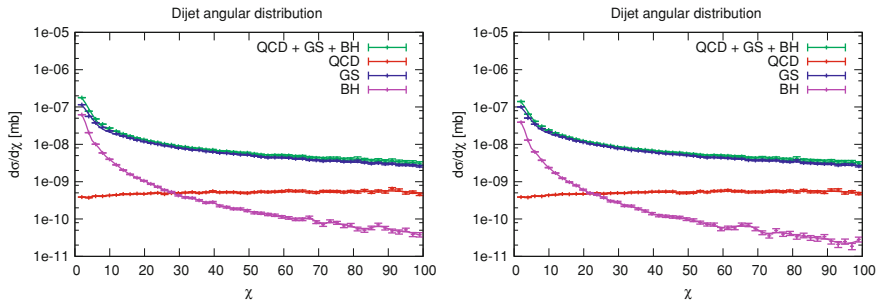 Dijet angular distribution
1e-05
1e-06
1e-07
1e-08
1e-09
1e-10
1e-11
dσ/dχ [mb]
QCD + GS + BH
QCD
GS
BH
0 10 20 30 40 50 60 70 80 90 100
χ
Dijet angular distribution
1e-05
1e-06
1e-07
1e-08
1e-09
1e-10
1e-11
dσ/dχ [mb]
QCD + GS + BH
QCD
GS
BH
0 10 20 30 40 50 60 70 80 90 100
χ